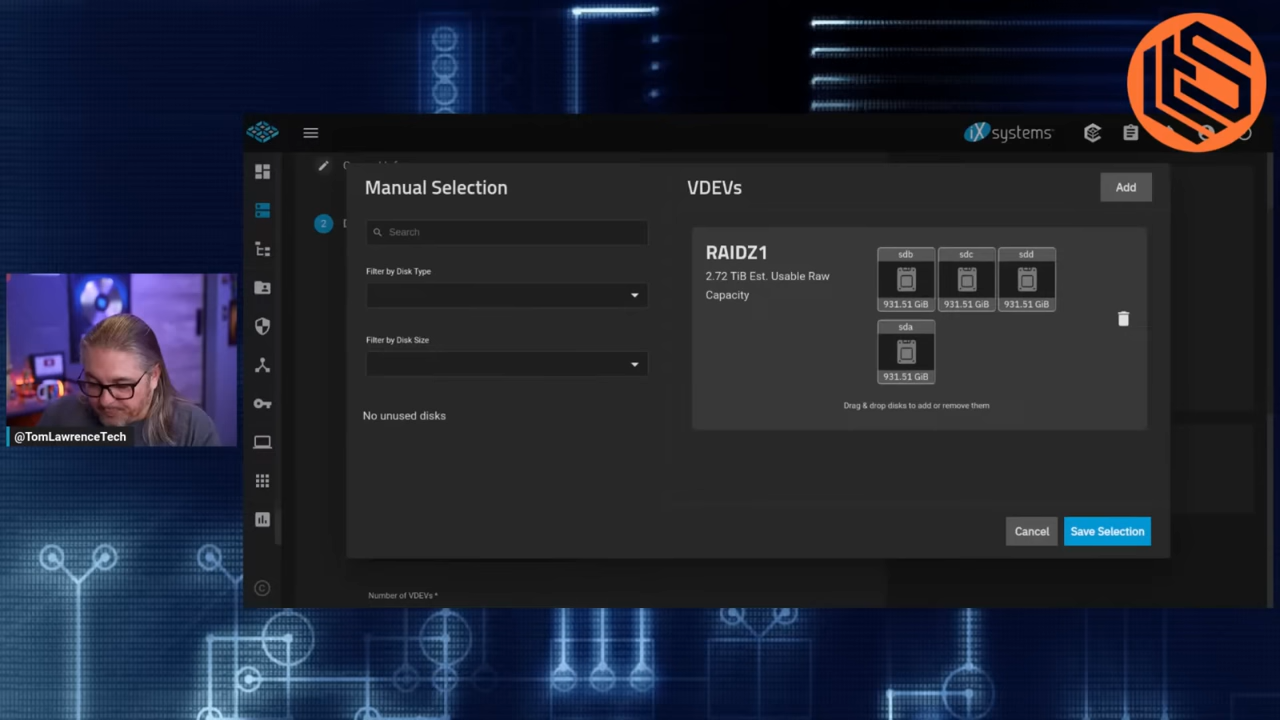 iXsystems
Manual Selection
VDEVs
Add
2
Search
Filter by Disk Type
Filter by Disk Size
No unused disks
RAIDZ1
2.72 TiB Est. Usable Raw
Capacity
sdb
sdc
sdd
931.51 GiB
931.51 GiB
931.51 GiB
sda
931.51 GiB
Drag & drop disks to add or remove them
@TomLawrenceTech
Cancel
Save Selection
Number of VDEVs *